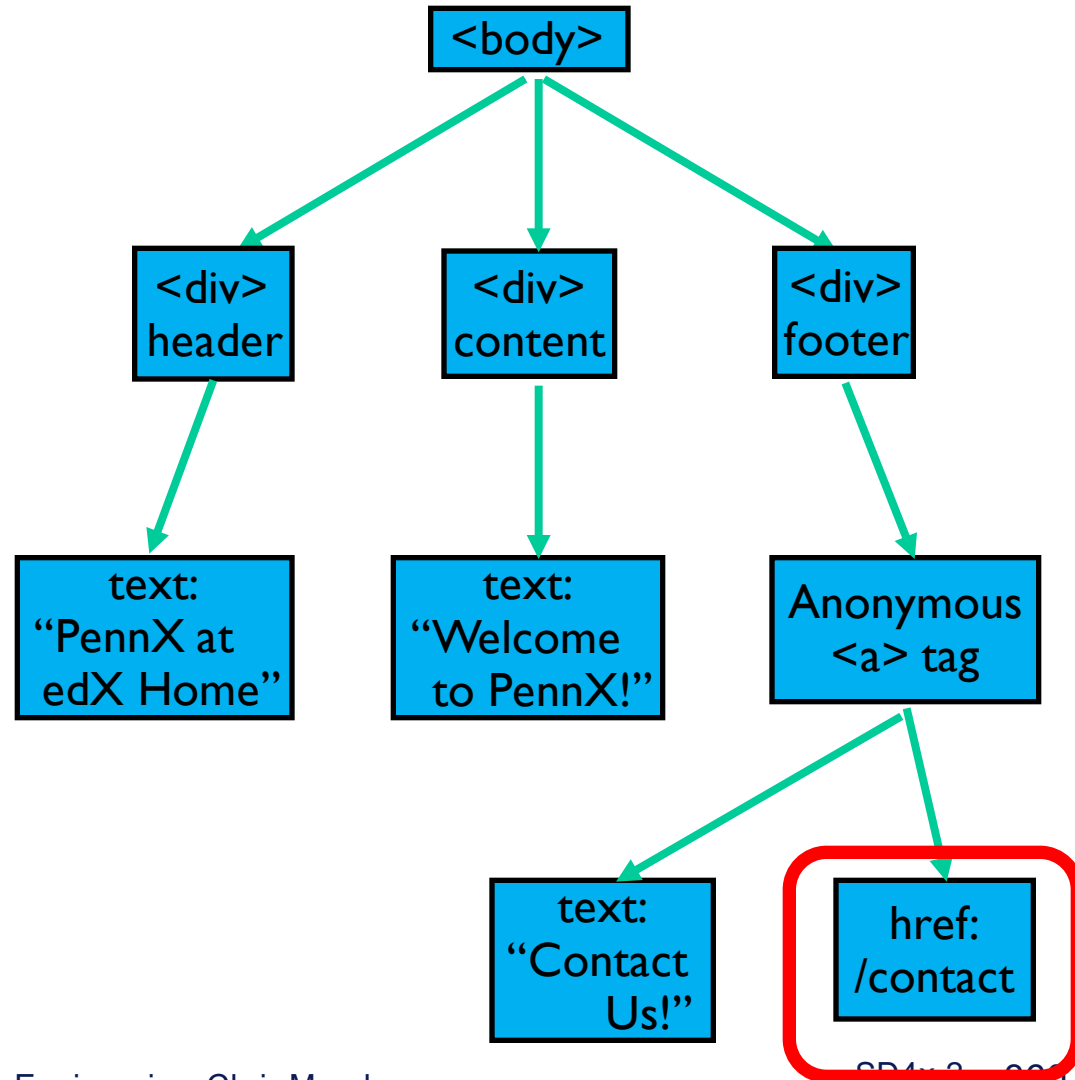 <body>
<div>
header
<div>
content
<div>
footer
text:
“PennX at
edX Home”
text:
“Welcome
to PennX!”
Anonymous
<a> tag
text:
“Contact
Us!”
href:
/contact